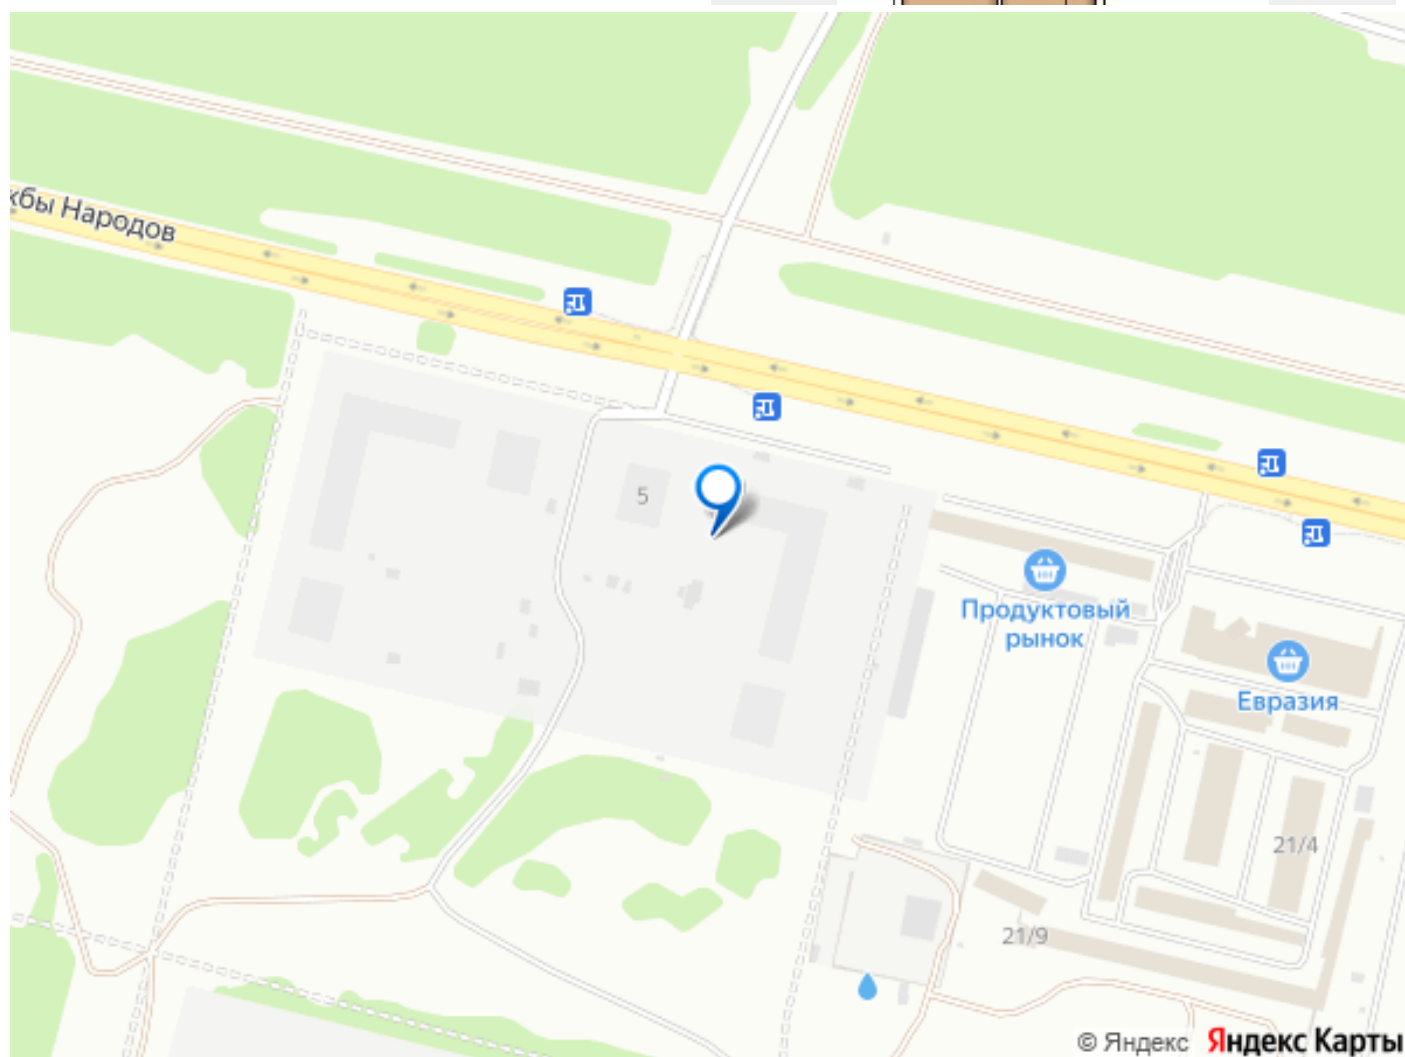 жбы Народов
5
Продуктовый
рынок
Евразия
21/4
21/9
© Яндекс Яндекс Карты